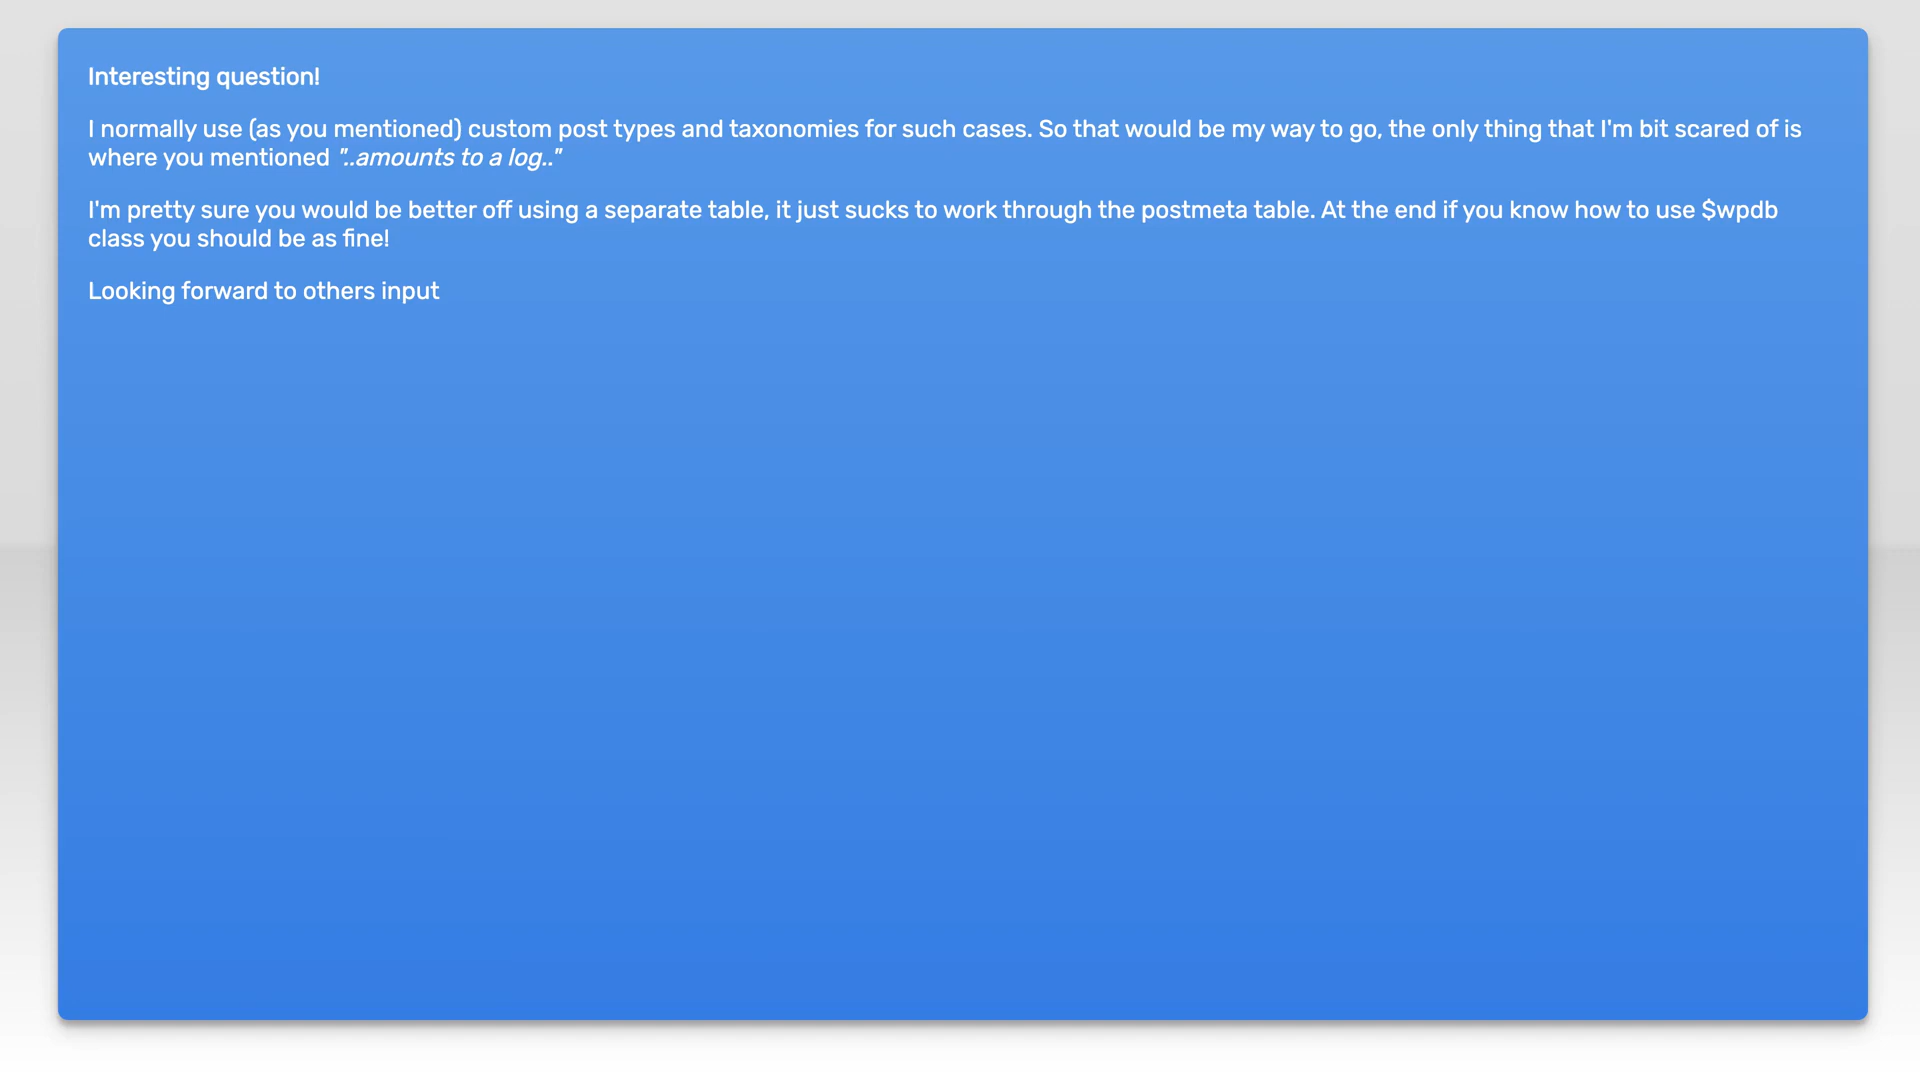 Interesting question!
I normally use (as you mentioned) custom post types and taxonomies for such cases. So that would be my way to go, the only thing that I'm bit scared of is
where you mentioned "..amounts to a log.."
I'm pretty sure you would be better off using a separate table, it just sucks to work through the postmeta table. At the end if you know how to use $wpdb
class you should be as fine!
Looking forward to others input